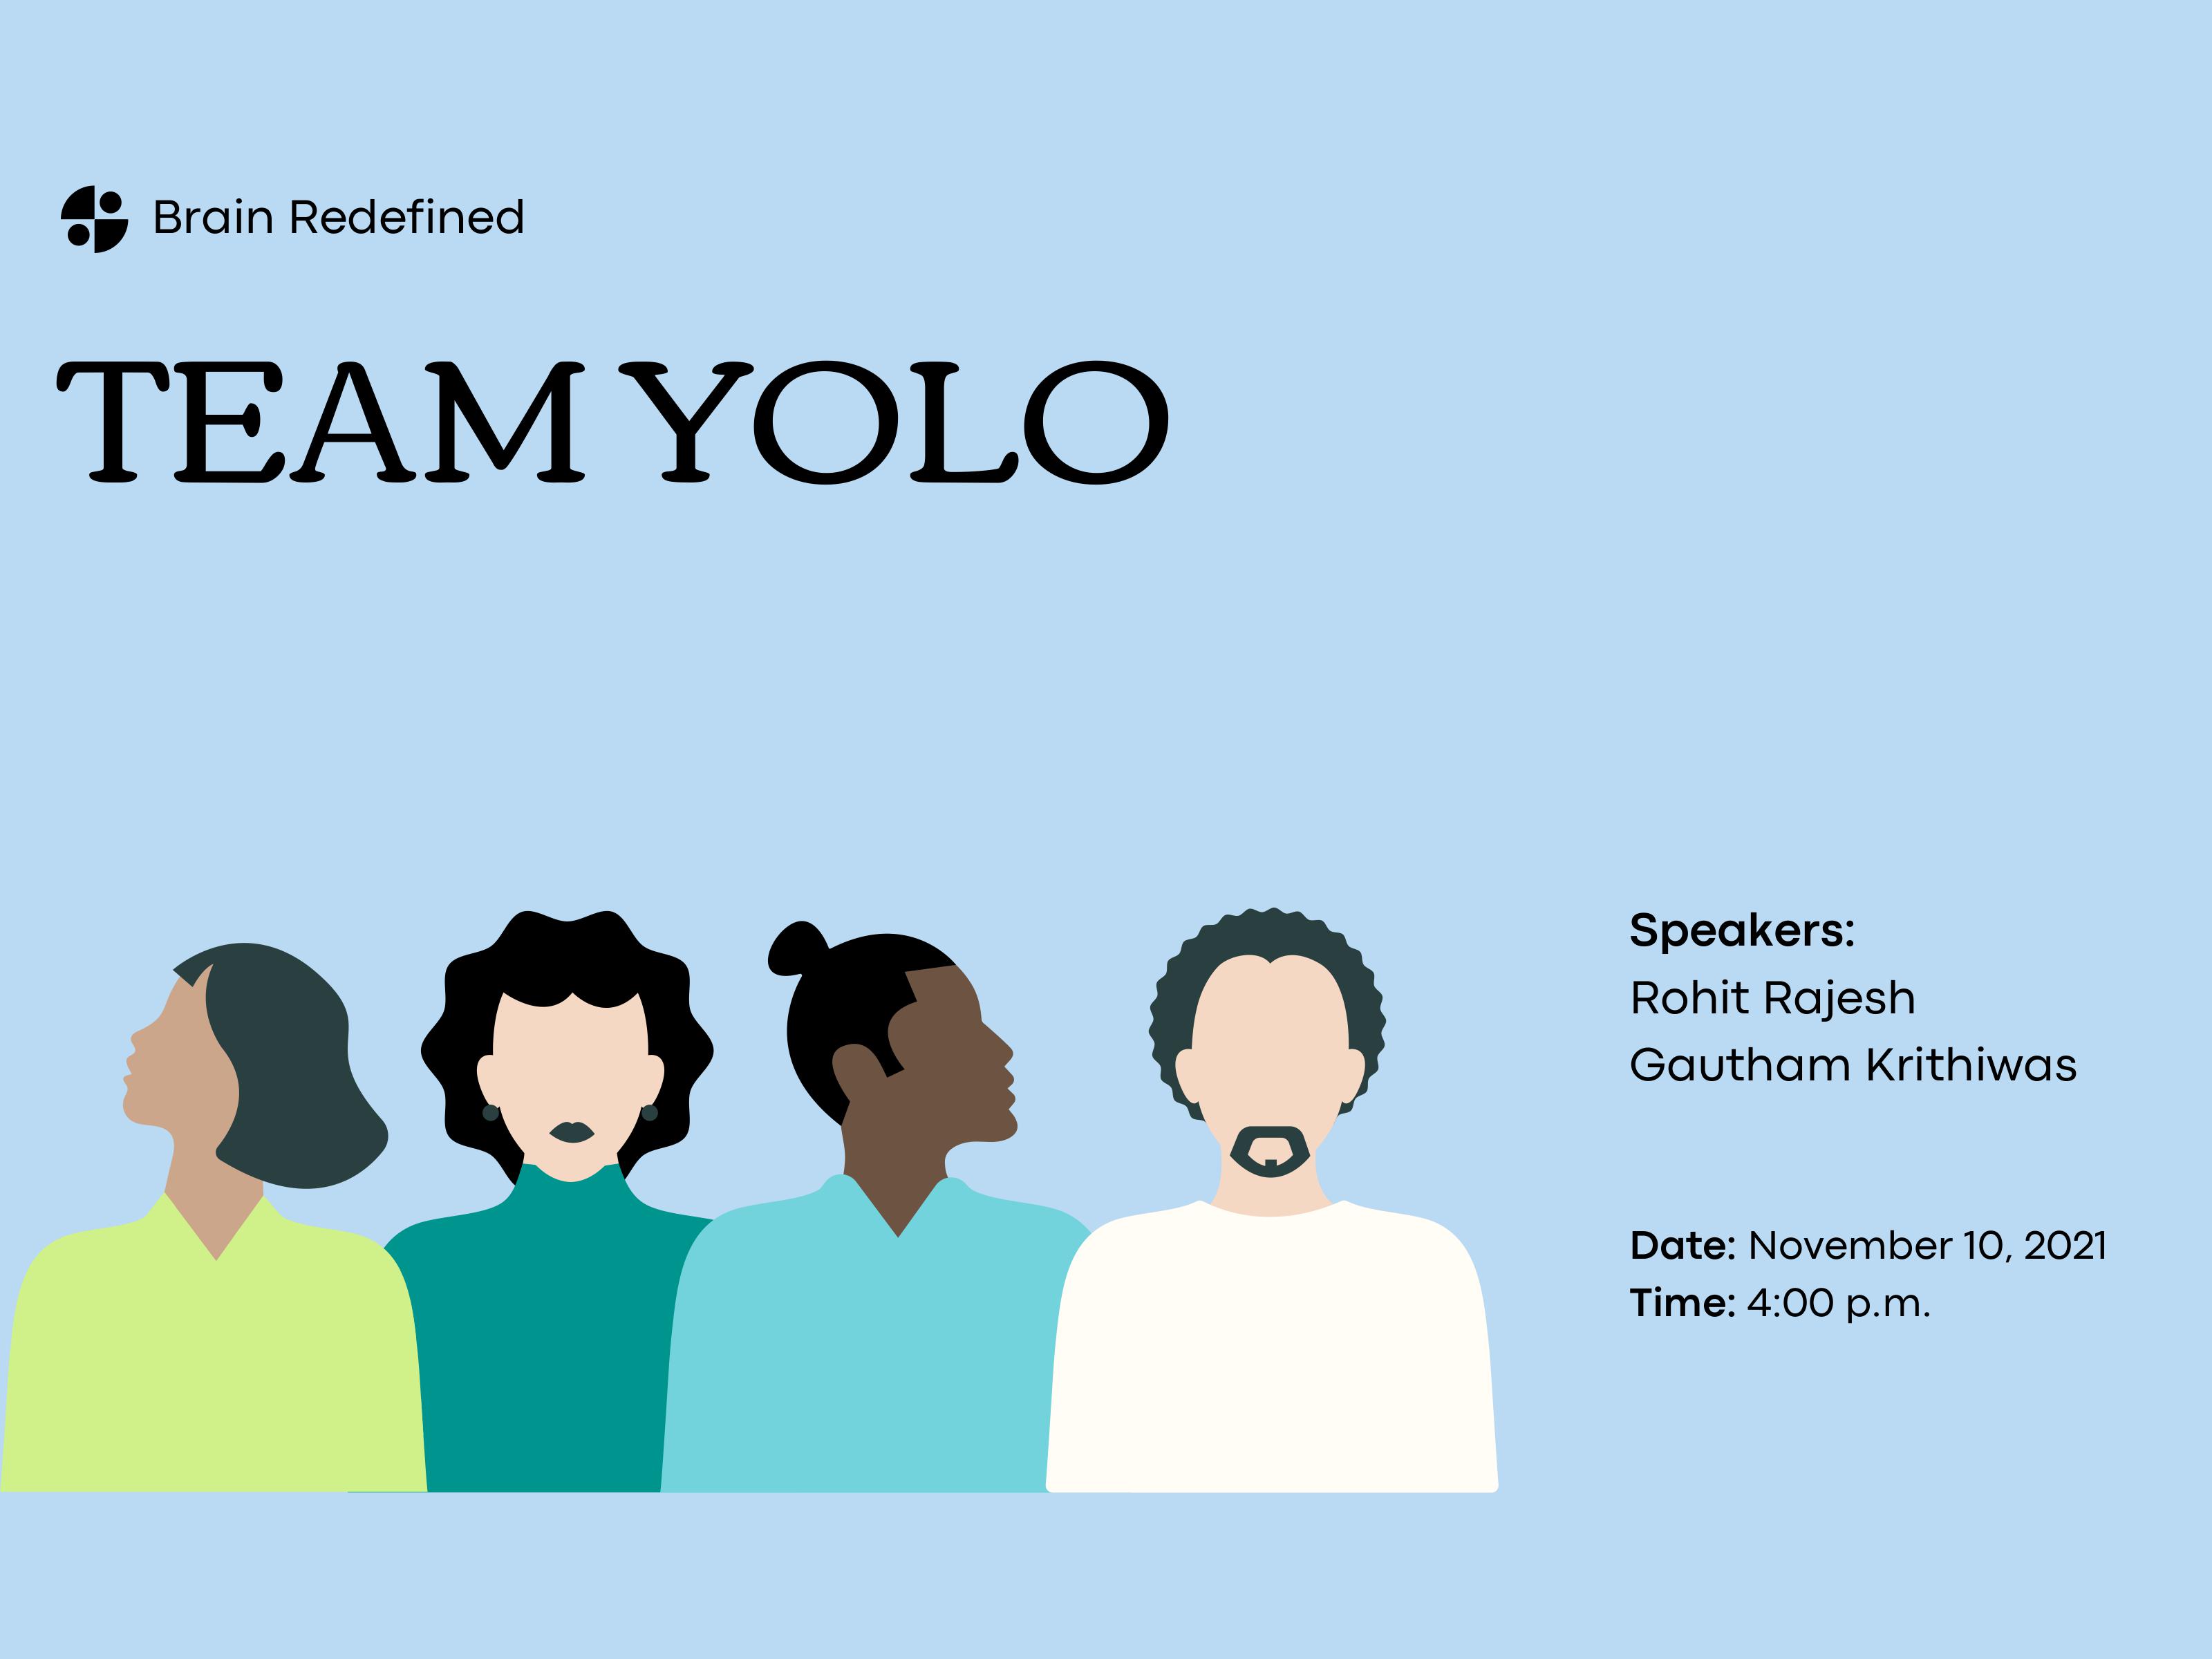 Brain Redefined
TEAM YOLO
Speakers:
Rohit Rajesh
Gautham Krithiwas
Date: November 10, 2021
Time: 4:00 p.m.